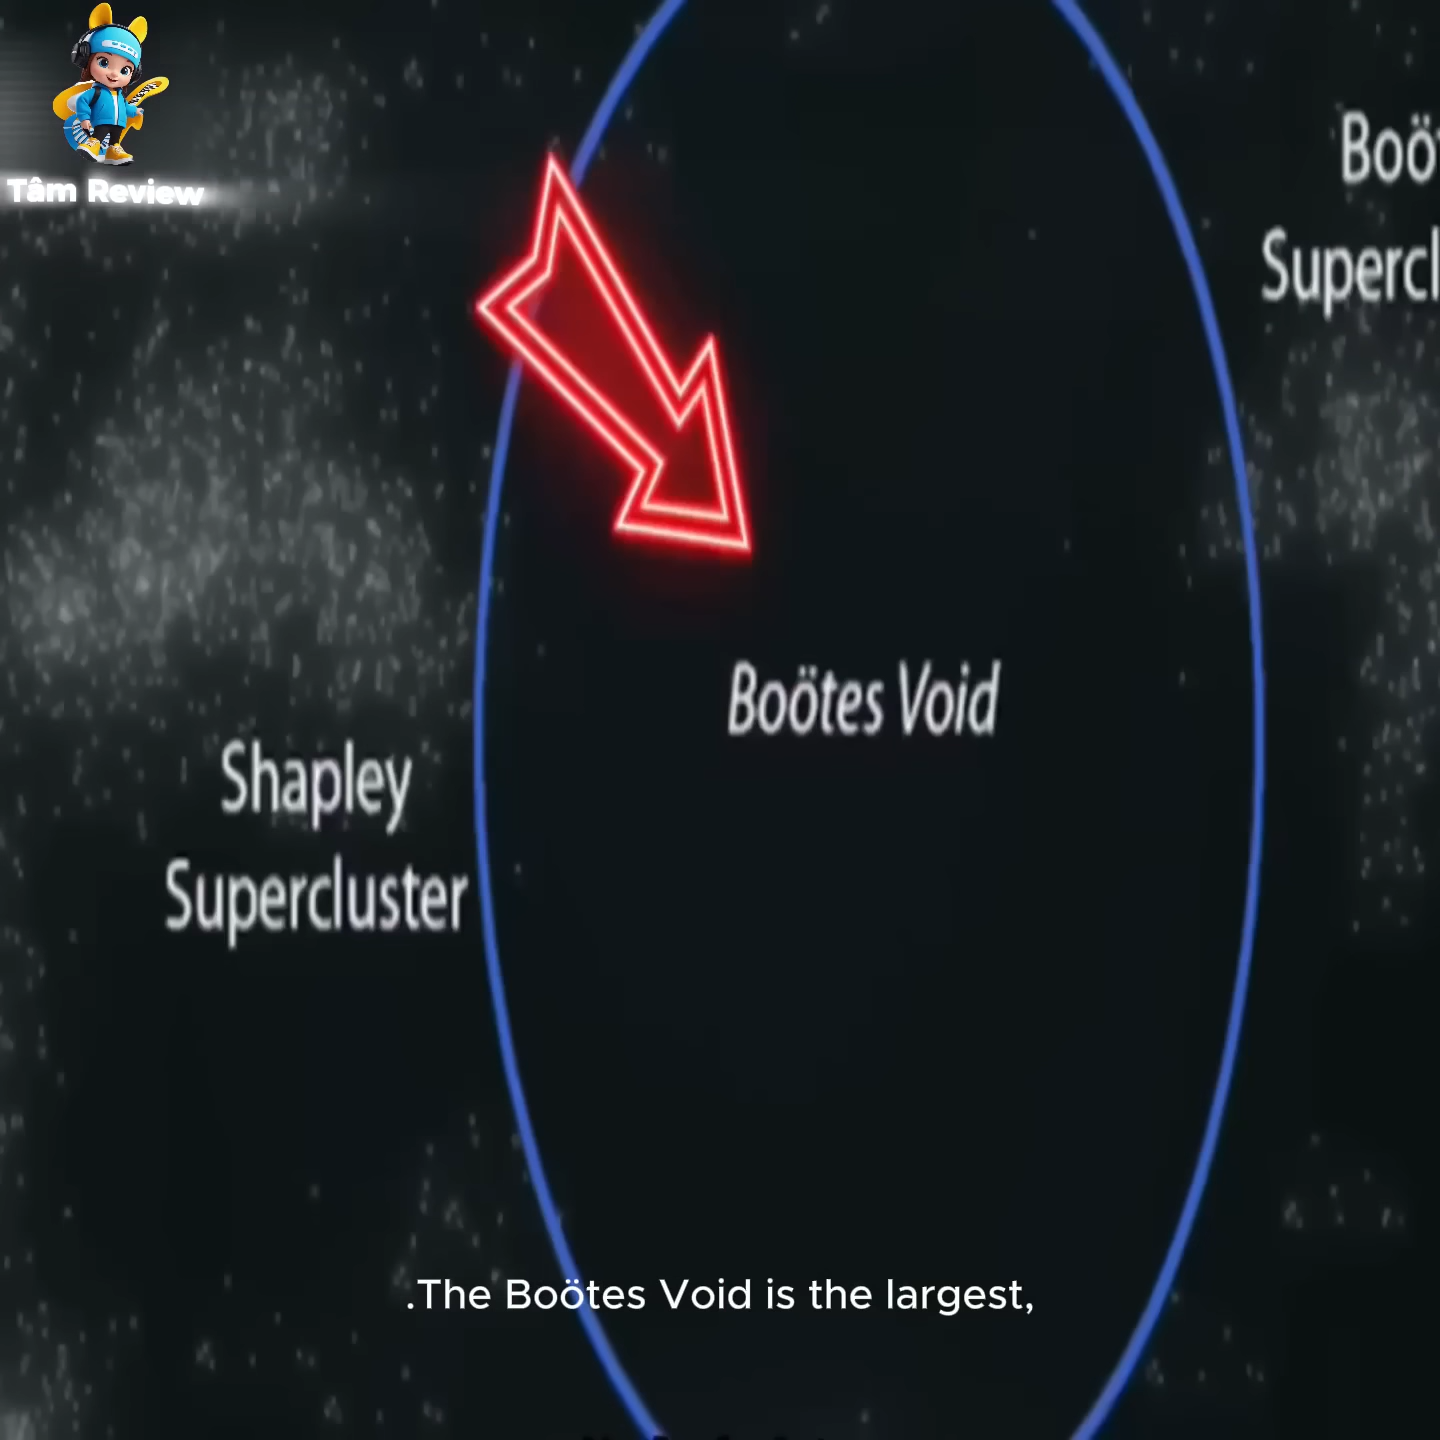 Tâm Review
Boö
Supercl
Boötes Void
Shapley
Supercluster
.The Boötes Void is the largest,